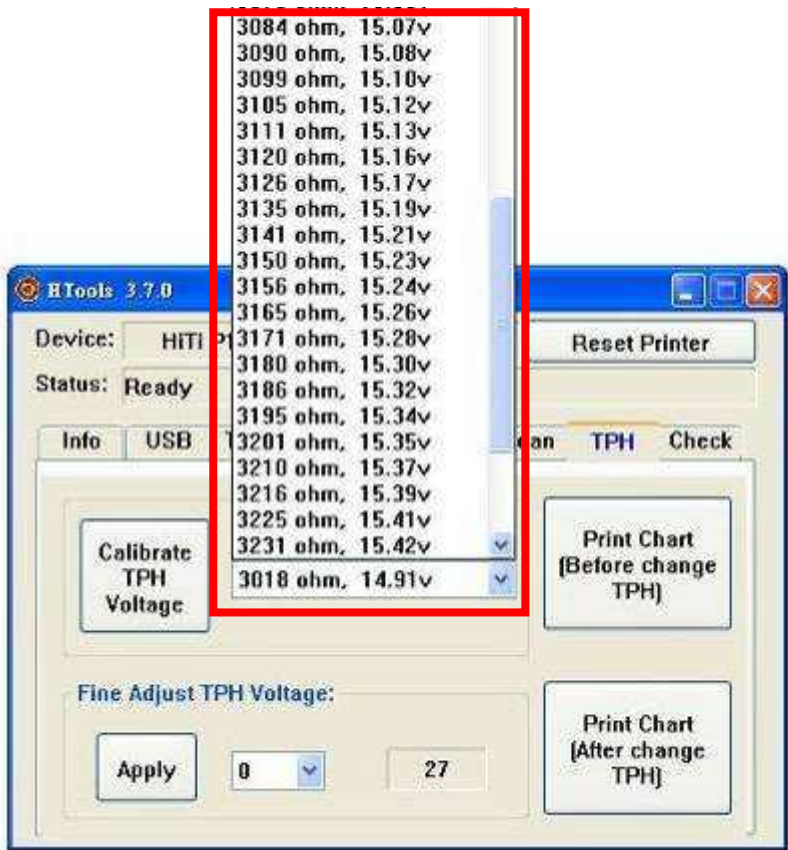 3084 ohm, 15.07v
3090 ohm, 15.08v
3099 ohm, 15.10v
3105 ohm, 15.12v
3111 ohm, 15.13v
3120 ohm, 15.16v
3126 ohm, 15.17v
3135 ohm, 15.19v
3141 ohm, 15.21v
3150 ohm, 15.23v
3156 ohm, 15.24v
3165 ohm, 15.26v
3171 ohm, 15.28v
3180 ohm, 15.30v
3186 ohm, 15.32v
3195 ohm, 15.34v
3201 ohm, 15.35v
3210 ohm, 15.37v
3216 ohm, 15.39v
3225 ohm, 15.41v
3231 ohm, 15.42v
3018 ohm, 14.91v
HTools 3.7.0
Device: HiTi
Reset Printer
Status: Ready
Info USB TPH Check
Calibrate
TPH
Voltage
Print Chart
(Before change
TPH)
Fine Adjust TPH Voltage:
Apply 0 27
Print Chart
(After change
TPH)